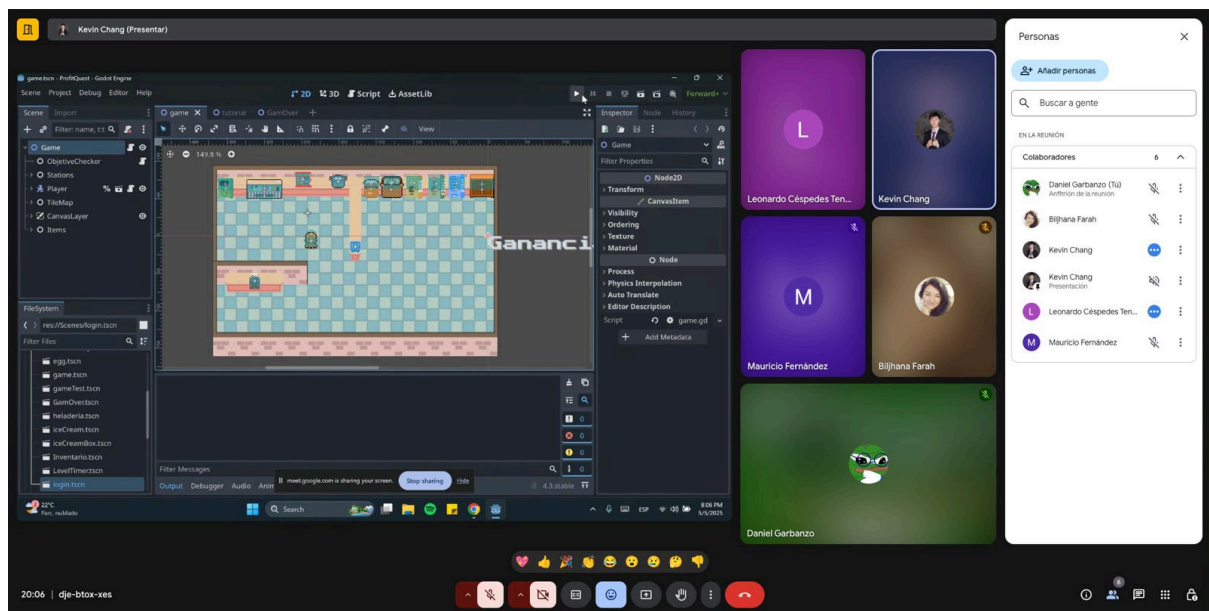 Kevin Chang (Presentar)
game.tscn - ProfitQuest - Godot Engine
Scene Project Debug Editor Help
2D 3D Script AssetLib
Forward+
Scene Import
game X tutorial GamOver +
Inspector Node History
Filter: name, t:t
View
Game
ObjetiveChecker
Stations
Player
TileMap
CanvasLayer
Items
149.8 %
Gananci
Game
Filter Properties
Node2D
Transform
CanvasItem
Visibility
Ordering
Texture
Material
Node
Process
Physics Interpolation
Auto Translate
Editor Description
Script game.gd
Add Metadata
FileSystem
res://Scenes/login.tscn
Filter Files
egg.tscn
game.tscn
gameTest.tscn
GamOver.tscn
heladeria.tscn
iceCream.tscn
iceCreamBox.tscn
Inventario.tscn
LevelTimer.tscn
login.tscn
0
0
0
0
Filter Messages
Output Debugger Audio Anim
4.3.stable
meet.google.com is sharing your screen. Stop sharing Hide
22°C
Parc. nublado
Search
ESP
8:06 PM
5/5/2025
L
Leonardo Céspedes Ten...
Kevin Chang
M
Mauricio Fernández
Biljhana Farah
Daniel Garbanzo
Personas
Añadir personas
Buscar a gente
EN LA REUNIÓN
Colaboradores 6
Daniel Garbanzo (Tú)
Anfitrión de la reunión
Biljhana Farah
Kevin Chang
Kevin Chang
Presentación
L Leonardo Céspedes Ten...
M Mauricio Fernández
20:06 | dje-btox-xes
6